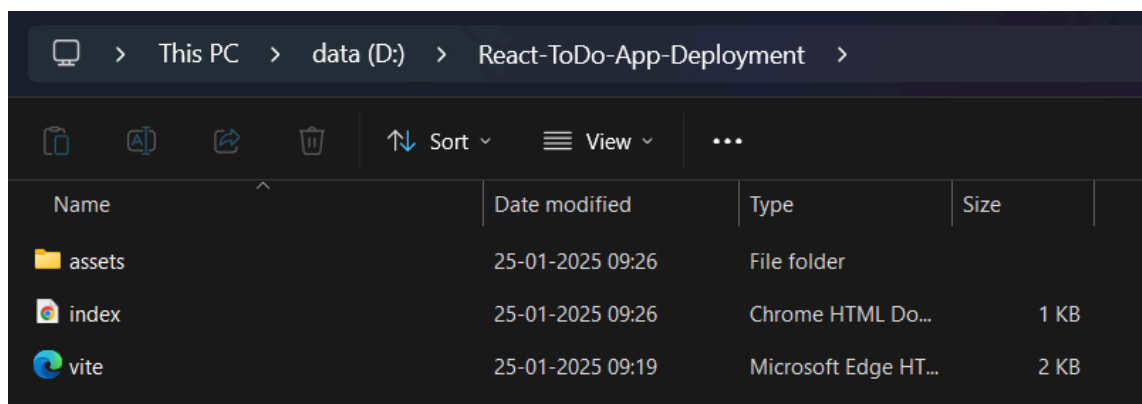 This PC > data (D:) > React-ToDo-App-Deployment >
Sort View •••
Name Date modified Type Size
assets 25-01-2025 09:26 File folder
index 25-01-2025 09:26 Chrome HTML Do... 1 KB
vite 25-01-2025 09:19 Microsoft Edge HT... 2 KB